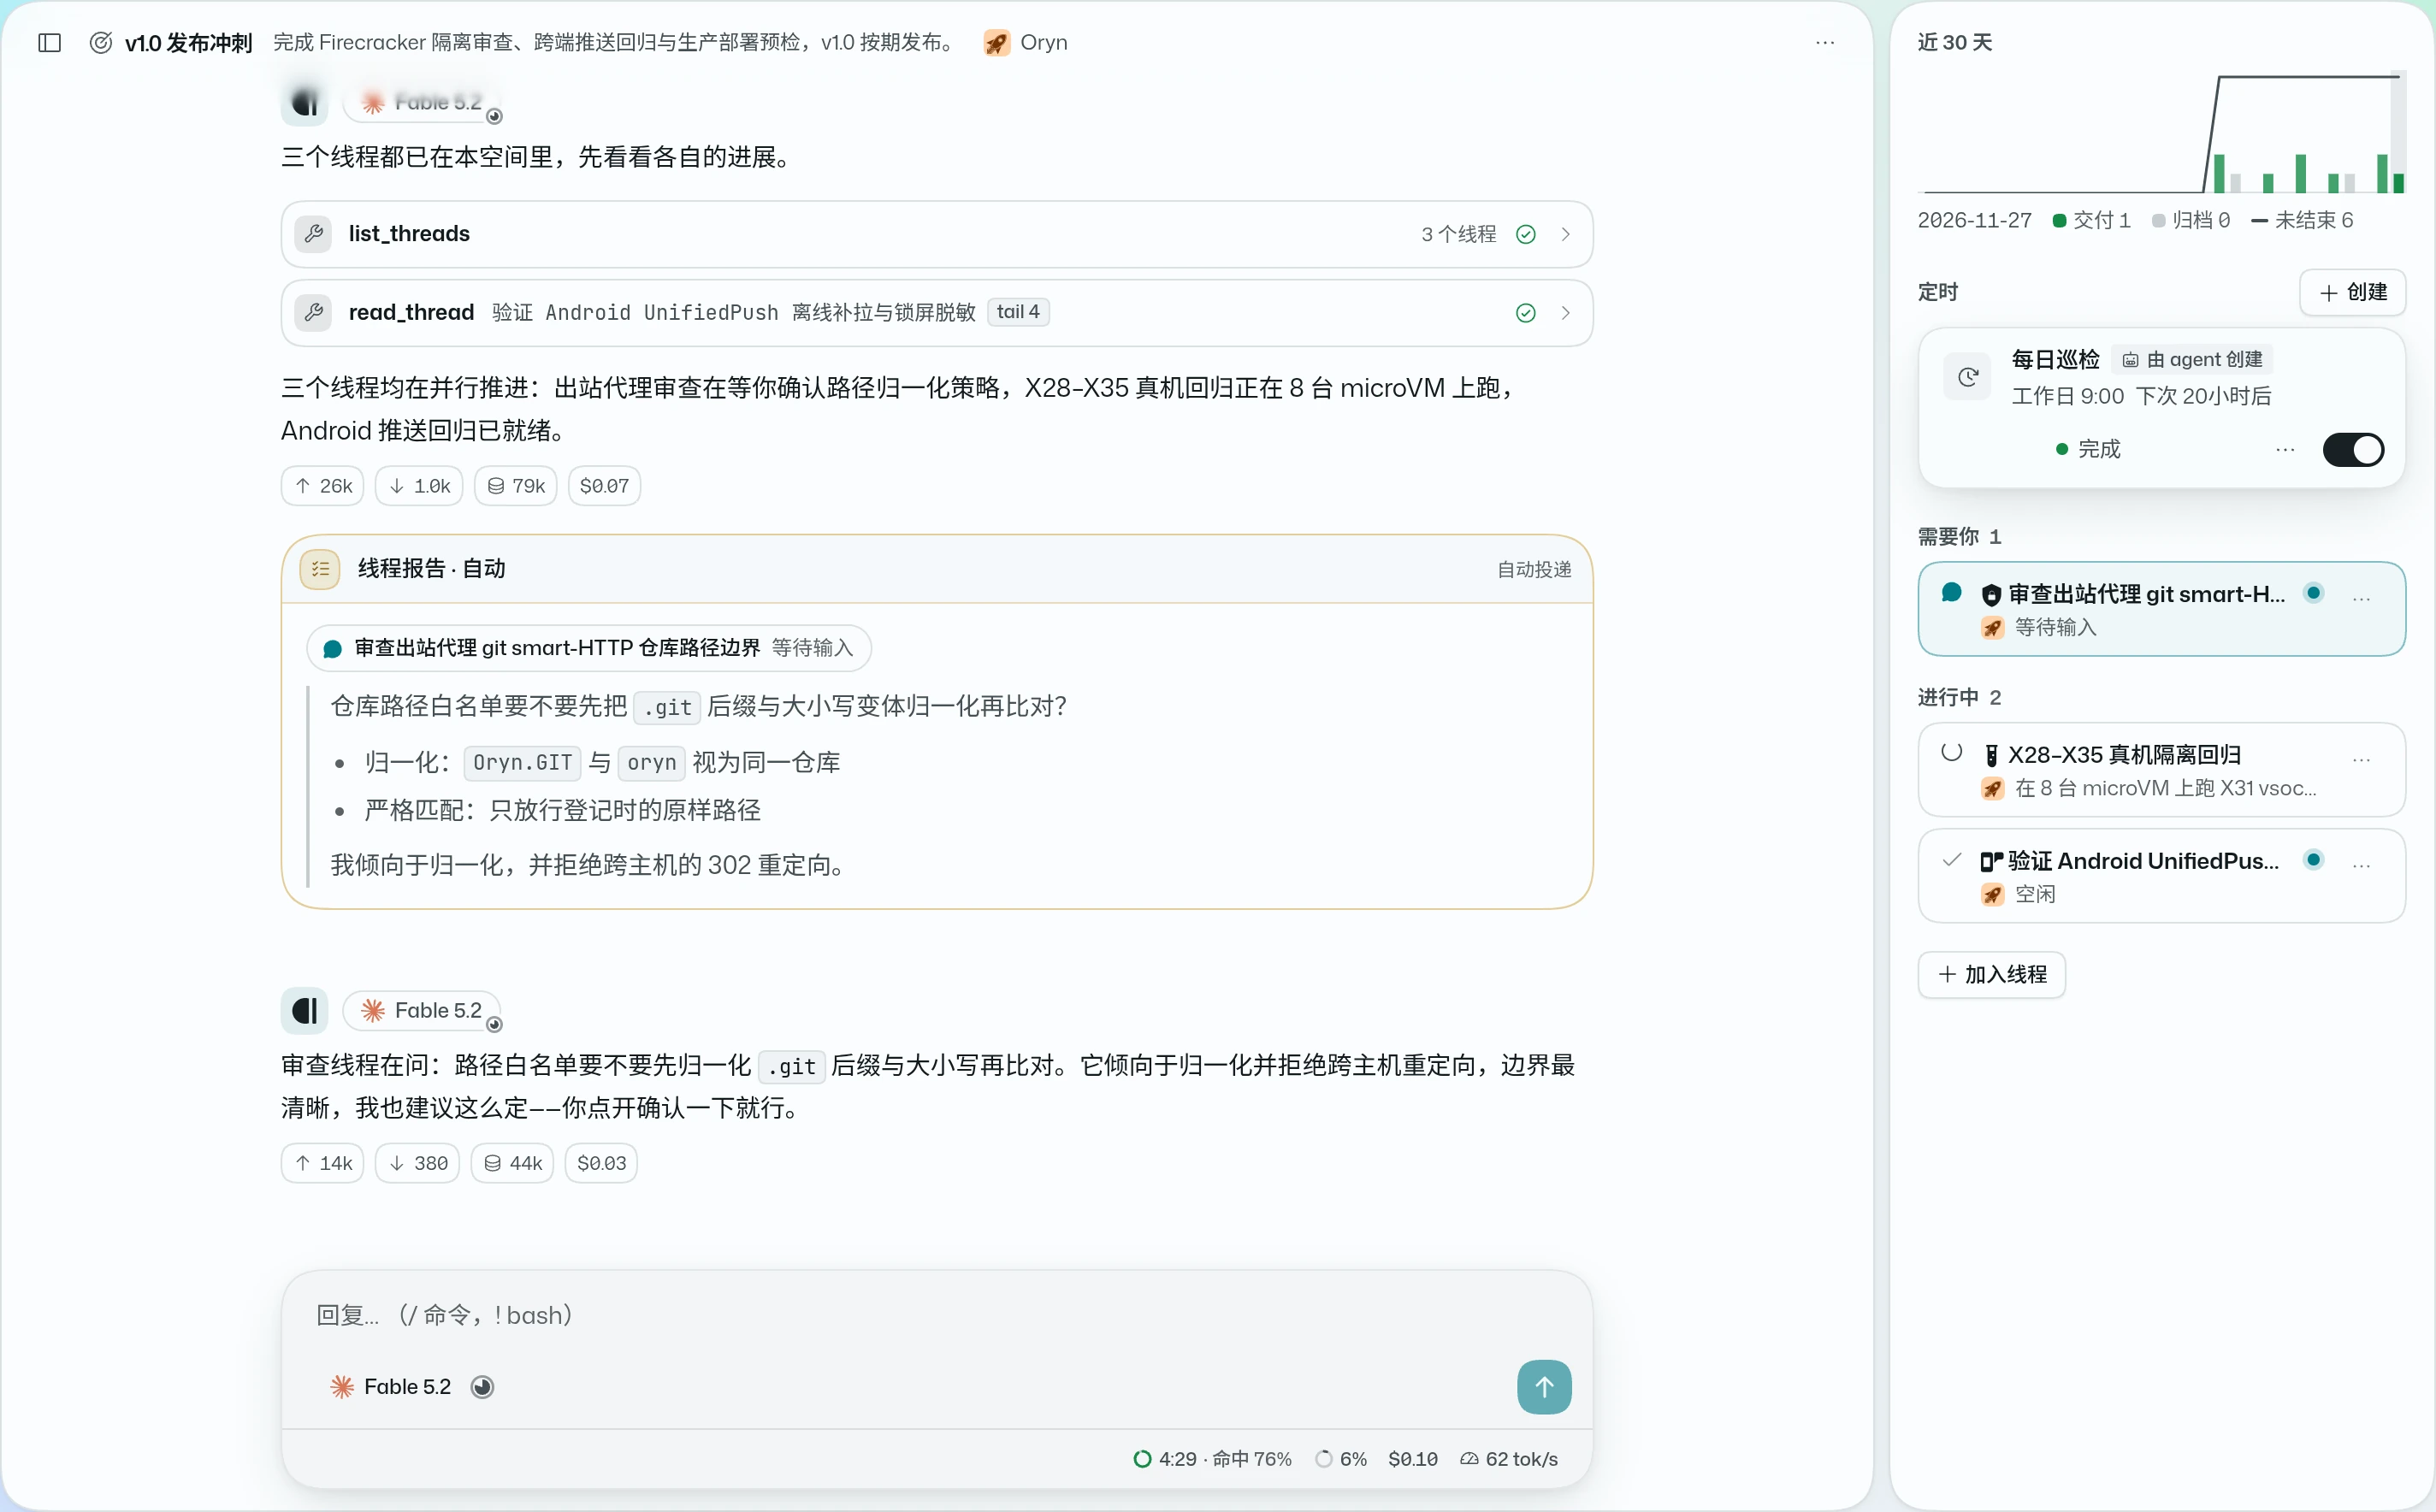 v1.0 发布冲刺 完成 Firecracker 隔离审查、跨端推送回归与生产部署预检，v1.0 按期发布。 Oryn ...
Fable 5.2
三个线程都已在本空间里，先看看各自的进展。
list_threads 3 个线程
read_thread 验证 Android UnifiedPush 离线补拉与锁屏脱敏 tail 4
三个线程均在并行推进：出站代理审查在等你确认路径归一化策略，X28–X35 真机回归正在 8 台 microVM 上跑，
Android 推送回归已就绪。
26k 1.0k 79k $0.07
线程报告 · 自动 自动投递
审查出站代理 git smart-HTTP 仓库路径边界 等待输入
仓库路径白名单要不要先把 .git 后缀与大小写变体归一化再比对？
• 归一化：Oryn.GIT 与 oryn 视为同一仓库
• 严格匹配：只放行登记时的原样路径
我倾向于归一化，并拒绝跨主机的 302 重定向。
Fable 5.2
审查线程在问：路径白名单要不要先归一化 .git 后缀与大小写再比对。它倾向于归一化并拒绝跨主机重定向，边界最
清晰，我也建议这么定——你点开确认一下就行。
14k 380 44k $0.03
回复... （/ 命令，! bash）
Fable 5.2
4:29 · 命中 76% 6% $0.10 62 tok/s
近 30 天
2026-11-27 交付 1 归档 0 未结束 6
定时 创建
每日巡检 由 agent 创建
工作日 9:00 下次 20小时后
完成 ...
需要你 1
审查出站代理 git smart-H... ...
等待输入
进行中 2
X28–X35 真机隔离回归 ...
在 8 台 microVM 上跑 X31 vsoc...
验证 Android UnifiedPus... ...
空闲
加入线程